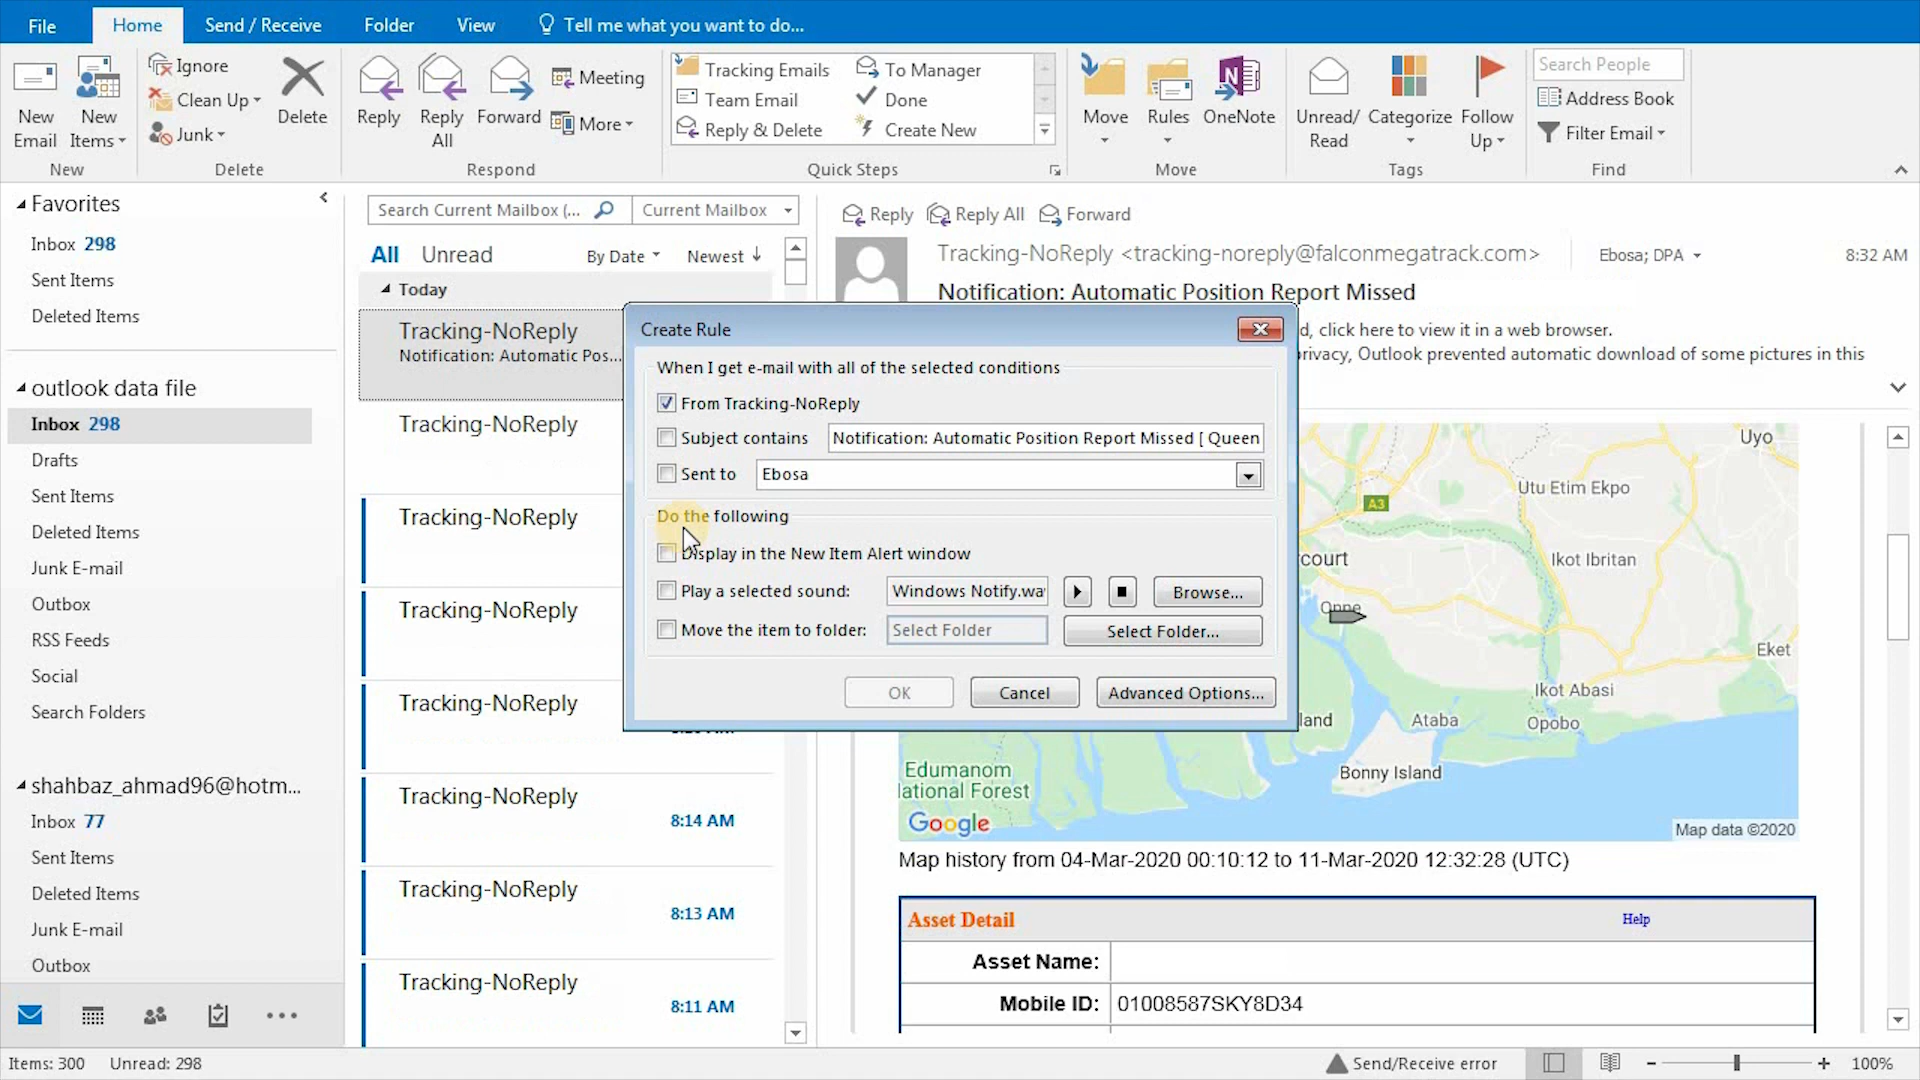 File
Home
Send / Receive
Folder
View
Tell me what you want to do...
New Email
New Items
New
Ignore
Clean Up
Junk
Delete
Delete
Reply
Reply All
Forward
Meeting
More
Respond
Tracking Emails
Team Email
Reply & Delete
To Manager
Done
Create New
Quick Steps
Move
Rules
OneNote
Move
Unread/ Read
Categorize
Follow Up
Tags
Search People
Address Book
Filter Email
Find
Favorites
Inbox 298
Sent Items
Deleted Items
outlook data file
Inbox 298
Drafts
Sent Items
Deleted Items
Junk E-mail
Outbox
RSS Feeds
Social
Search Folders
shahbaz_ahmad96@hotm...
Inbox 77
Sent Items
Deleted Items
Junk E-mail
Outbox
Search Current Mailbox (...
Current Mailbox
All
Unread
By Date
Newest
Today
Tracking-NoReply
Notification: Automatic Pos...
Tracking-NoReply
Tracking-NoReply
Tracking-NoReply
Tracking-NoReply
Tracking-NoReply
8:14 AM
Tracking-NoReply
8:13 AM
Tracking-NoReply
8:11 AM
Reply
Reply All
Forward
Tracking-NoReply <tracking-noreply@falconmegatrack.com>
Ebosa; DPA
8:32 AM
Notification: Automatic Position Report Missed
d, click here to view it in a web browser.
privacy, Outlook prevented automatic download of some pictures in this
Create Rule
When I get e-mail with all of the selected conditions
From Tracking-NoReply
Subject contains
Notification: Automatic Position Report Missed [ Queen
Sent to
Ebosa
Do the following
Display in the New Item Alert window
Play a selected sound:
Windows Notify.wa
Browse...
Move the item to folder:
Select Folder
Select Folder...
OK
Cancel
Advanced Options...
Uyo
A3
Utu Etim Ekpo
court
Ikot Ibritan
Onne
Eket
Ikot Abasi
land
Ataba
Opobo
Bonny Island
Edumanom
ational Forest
Google
Map data ©2020
Map history from 04-Mar-2020 00:10:12 to 11-Mar-2020 12:32:28 (UTC)
Asset Detail
Help
Asset Name:
Mobile ID:
01008587SKY8D34
Items: 300
Unread: 298
Send/Receive error
100%